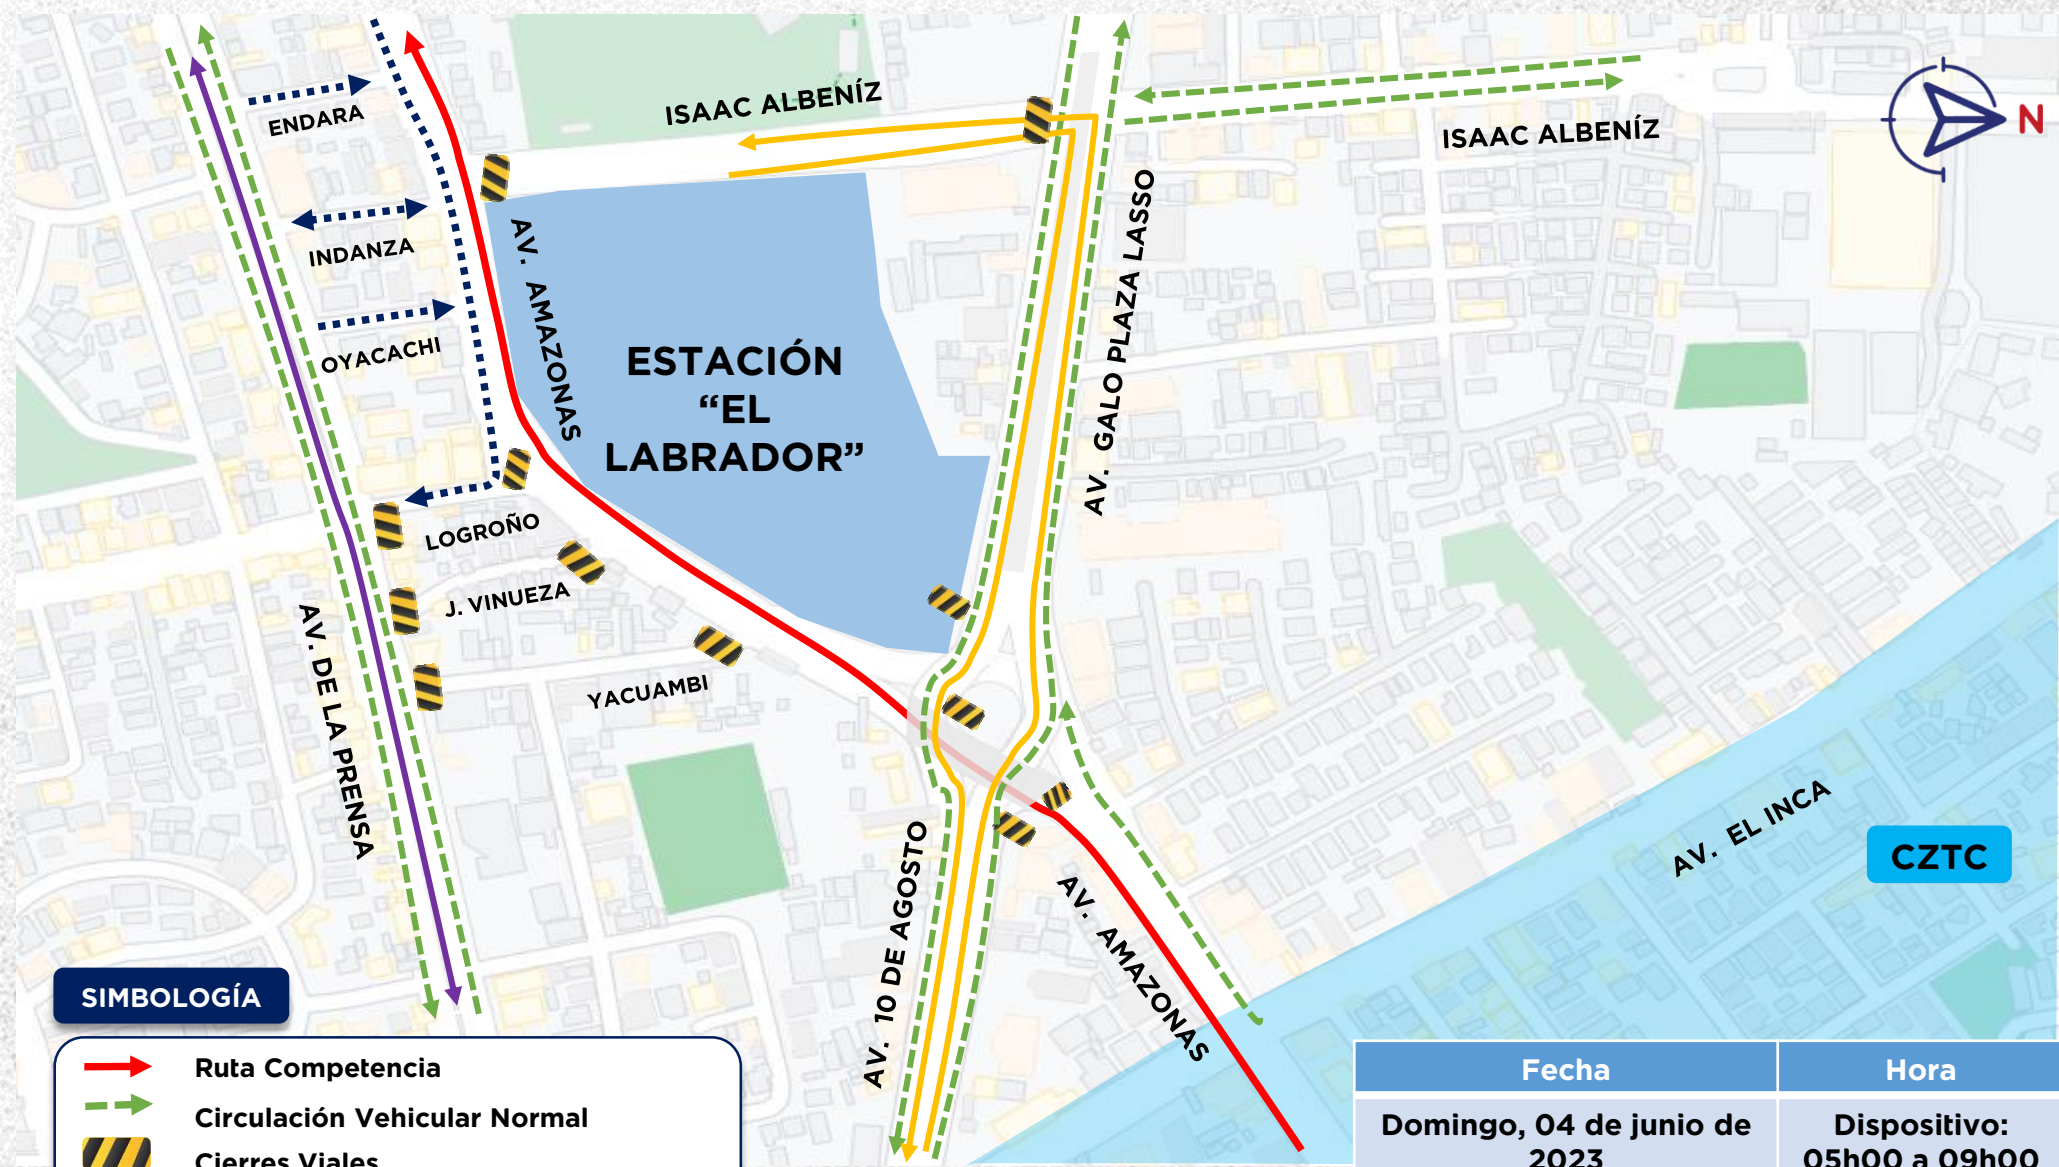 ENDARA
ISAAC ALBENÍZ
ISAAC ALBENÍZ
N
INDANZA
OYACACHI
AV. AMAZONAS
ESTACIÓN
“EL
LABRADOR”
AV. GALO PLAZA LASSO
LOGROÑO
J. VINUEZA
YACUAMBI
AV. DE LA PRENSA
AV. 10 DE AGOSTO
AV. AMAZONAS
AV. EL INCA
CZTC
SIMBOLOGÍA
Ruta Competencia
Circulación Vehicular Normal
Cierres Viales
Fecha
Hora
Domingo, 04 de junio de
2023
Dispositivo:
05h00 a 09h00